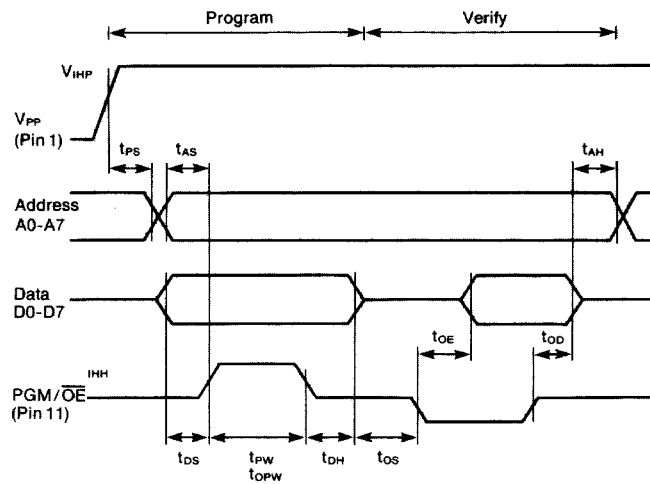 Program
Verify
VIHP
VPP
(Pin 1)
tPS
tAS
tAH
Address
A0-A7
Data
D0-D7
tOE
tOD
IHH
PGM/O̅E̅
(Pin 11)
tDS
tPW
tOPW
tDH
tOS